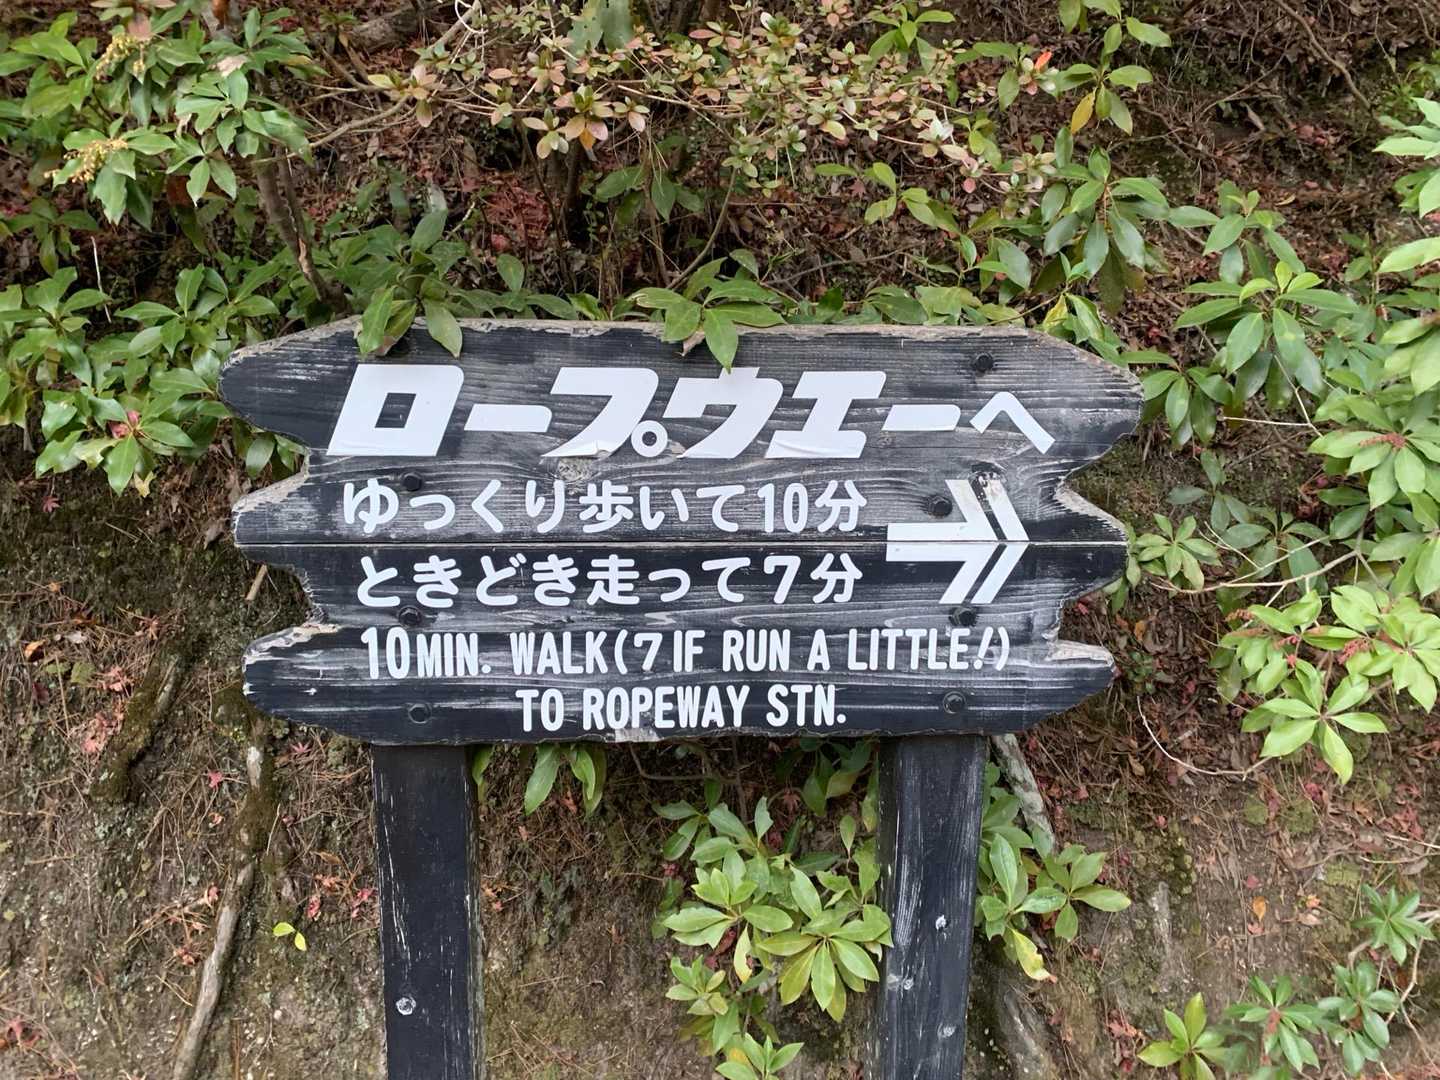 ロープウエーへ
ゆっくり歩いて10分
ときどき走って7分
10MIN. WALK(7 IF RUN A LITTLE!)
TO ROPEWAY STN.